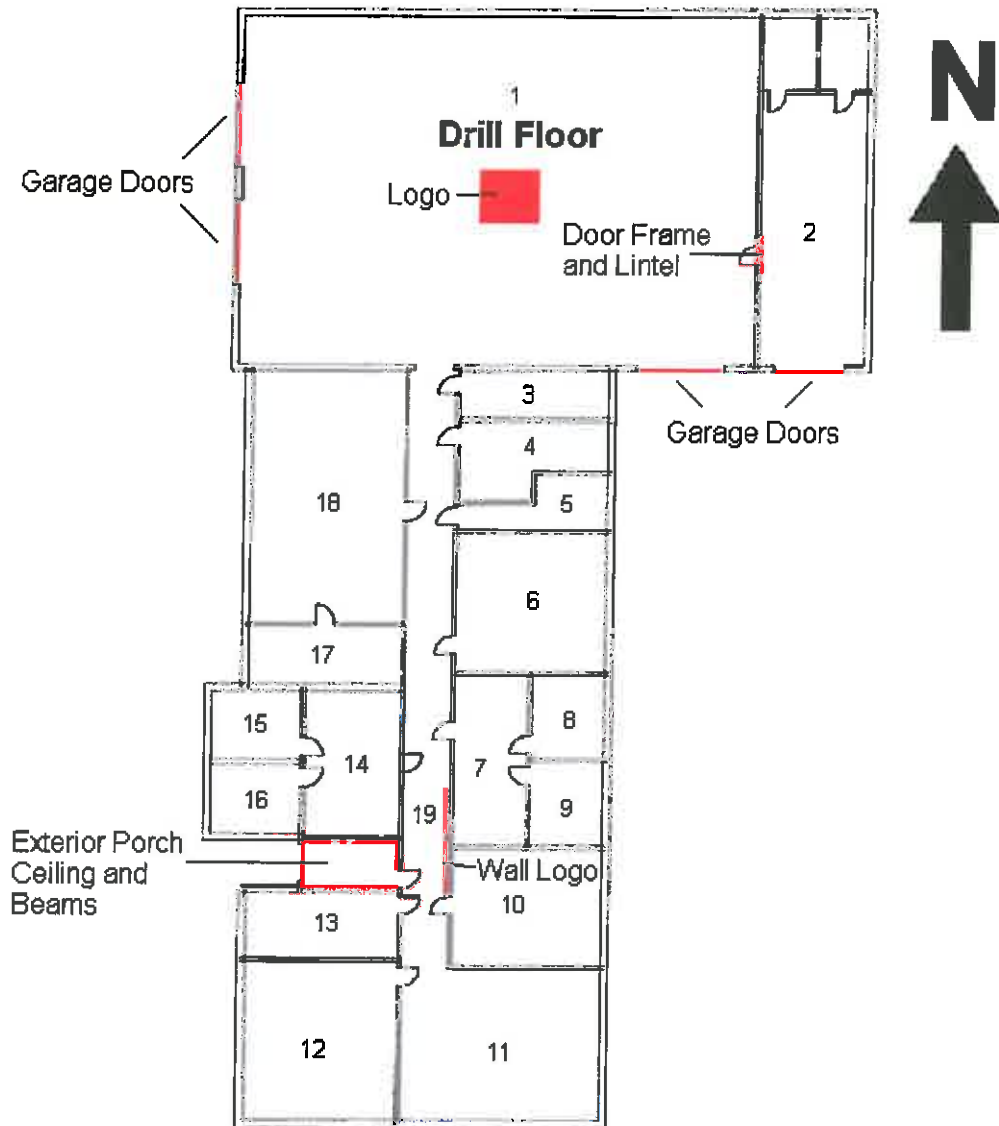 N
1
Drill Floor
Garage Doors
Logo
Door Frame
and Lintel
2
3
Garage Doors
4
18
5
6
17
15
8
14
7
16
19
9
Exterior Porch
Ceiling and
Beams
Wall Logo
10
13
12
11